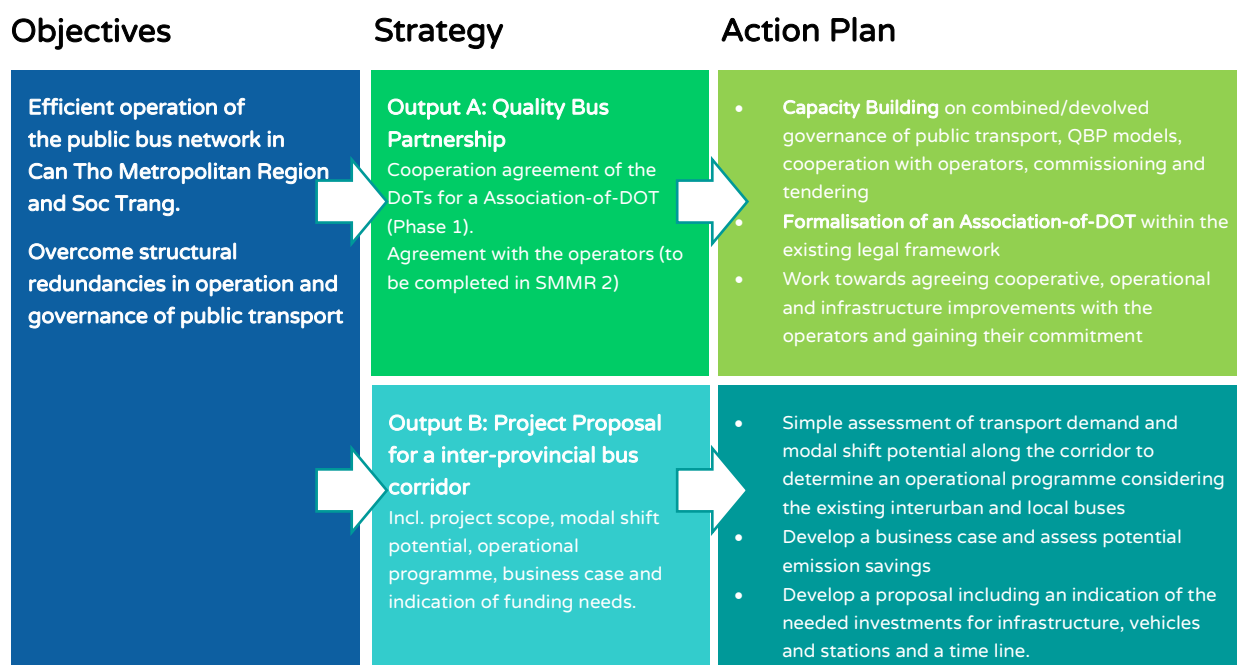 Objectives
Strategy
Action Plan
Efficient operation of
the public bus network in
Can Tho Metropolitan Region
and Soc Trang.
Overcome structural
redundancies in operation and
governance of public transport
Output A: Quality Bus
Partnership
Cooperation agreement of the
DoTs for a Association-of-DOT
(Phase 1).
Agreement with the operators (to
be completed in SMMR 2)
• Capacity Building on combined/devolved
governance of public transport, QBP models,
cooperation with operators, commissioning and
tendering
• Formalisation of an Association-of-DOT within the
existing legal framework
• Work towards agreeing cooperative, operational
and infrastructure improvements with the
operators and gaining their commitment
Output B: Project Proposal
for a inter-provincial bus
corridor
Incl. project scope, modal shift
potential, operational
programme, business case and
indication of funding needs.
• Simple assessment of transport demand and
modal shift potential along the corridor to
determine an operational programme considering
the existing interurban and local buses
• Develop a business case and assess potential
emission savings
• Develop a proposal including an indication of the
needed investments for infrastructure, vehicles
and stations and a time line.